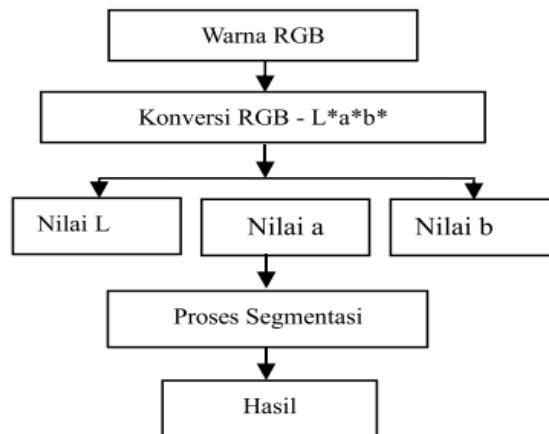 Warna RGB
Konversi RGB - L*a*b*
Nilai L
Nilai a
Nilai b
Proses Segmentasi
Hasil